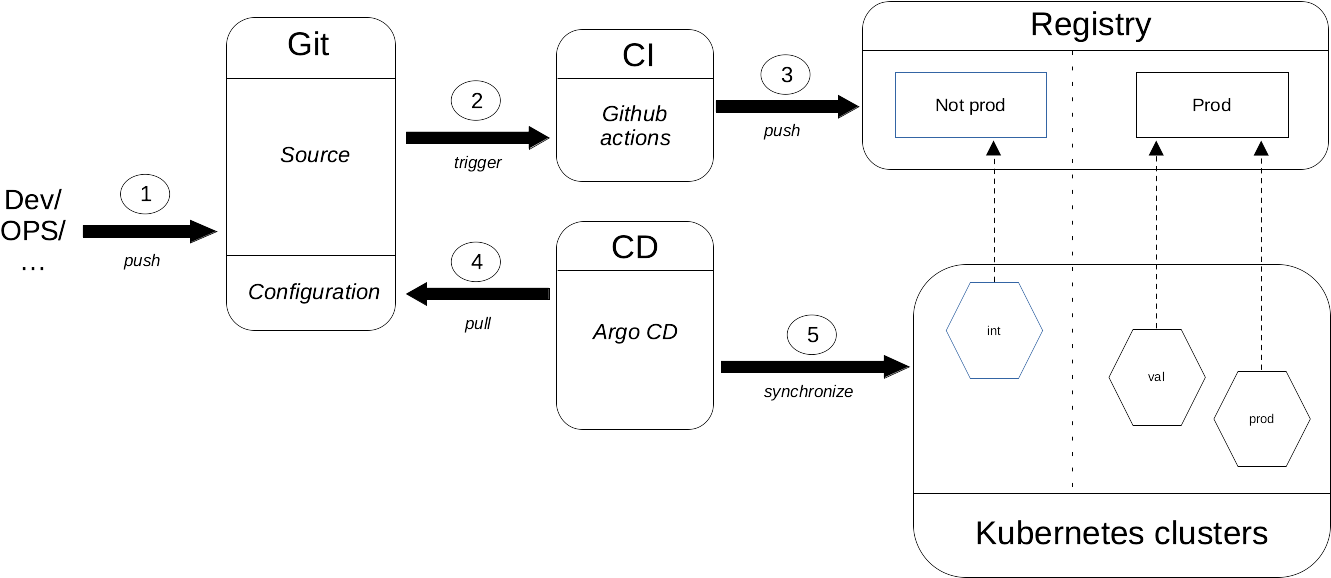 Dev/
OPS/
…
1
push
Git
Source
Configuration
2
trigger
4
pull
CI
Github
actions
CD
Argo CD
3
push
5
synchronize
Registry
Not prod
Prod
int
val
prod
Kubernetes clusters